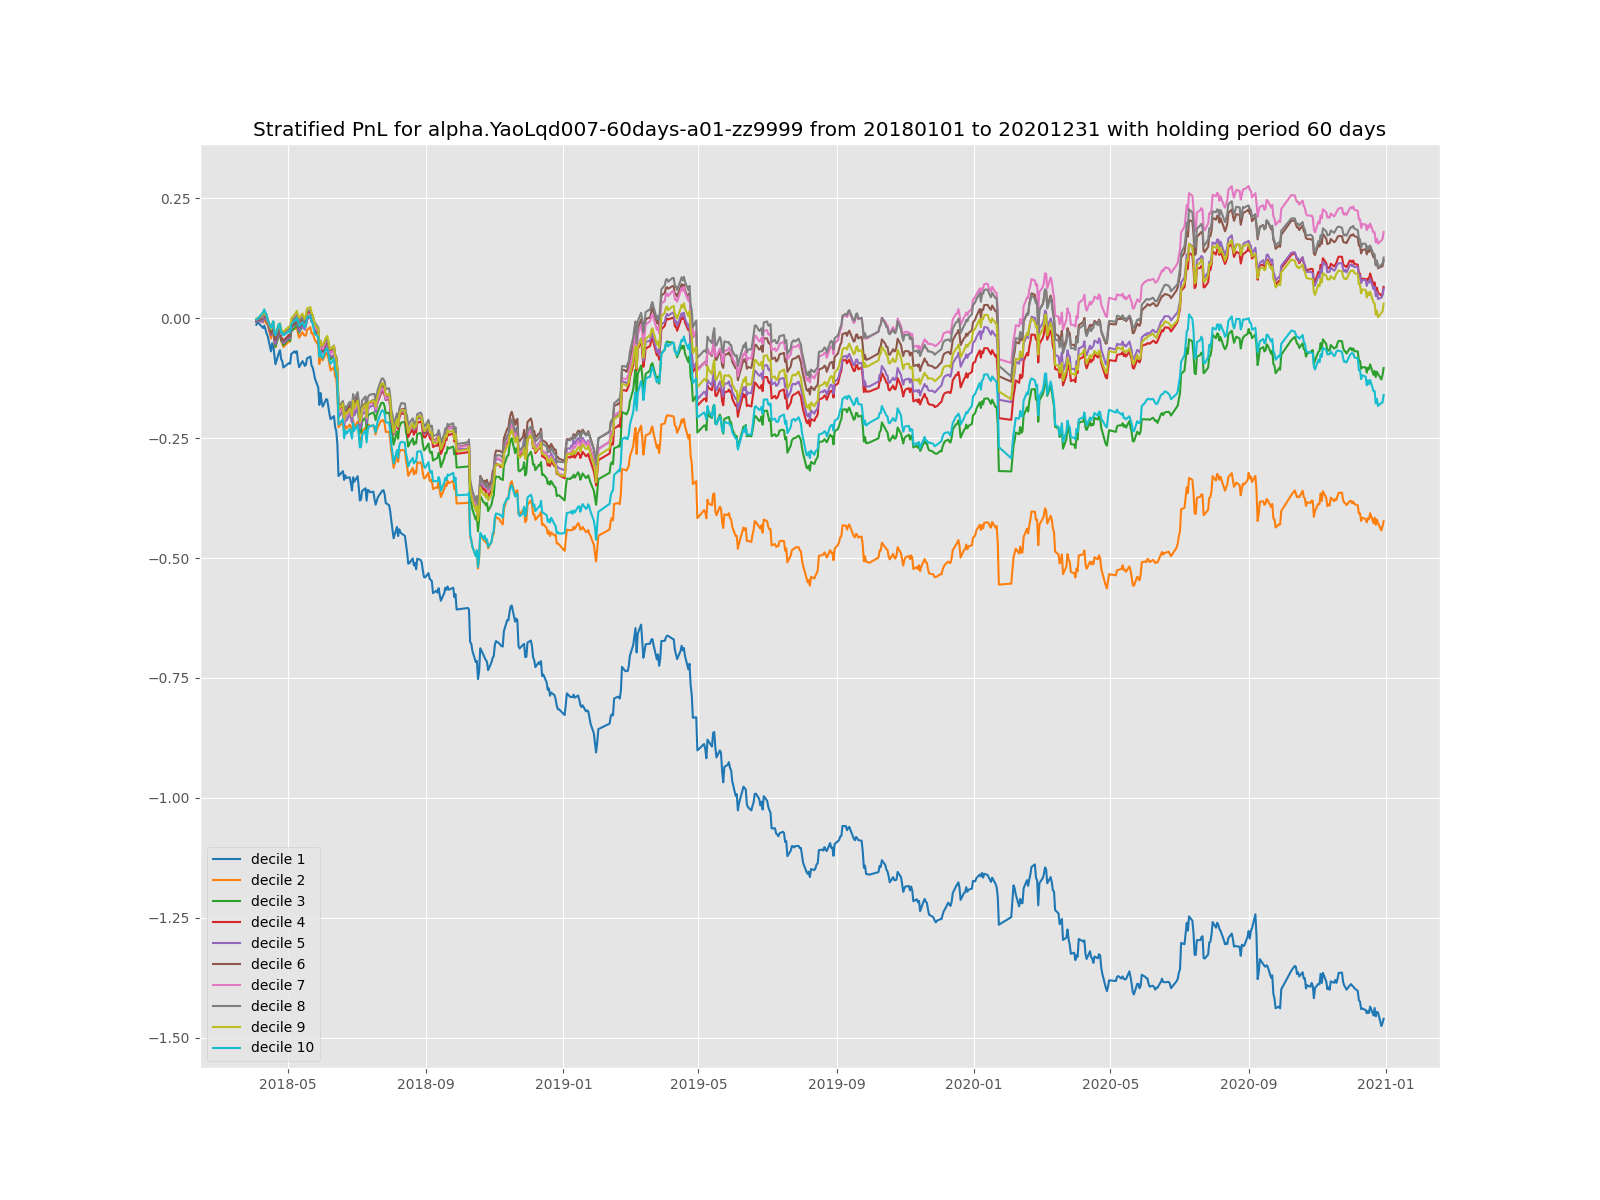 Stratified PnL for alpha.YaoLqd007-60days-a01-zz9999 from 20180101 to 20201231 with holding period 60 days
0.25
0.00
−0.25
−0.50
−0.75
−1.00
−1.25
−1.50
decile 1
decile 2
decile 3
decile 4
decile 5
decile 6
decile 7
decile 8
decile 9
decile 10
2018-05
2018-09
2019-01
2019-05
2019-09
2020-01
2020-05
2020-09
2021-01